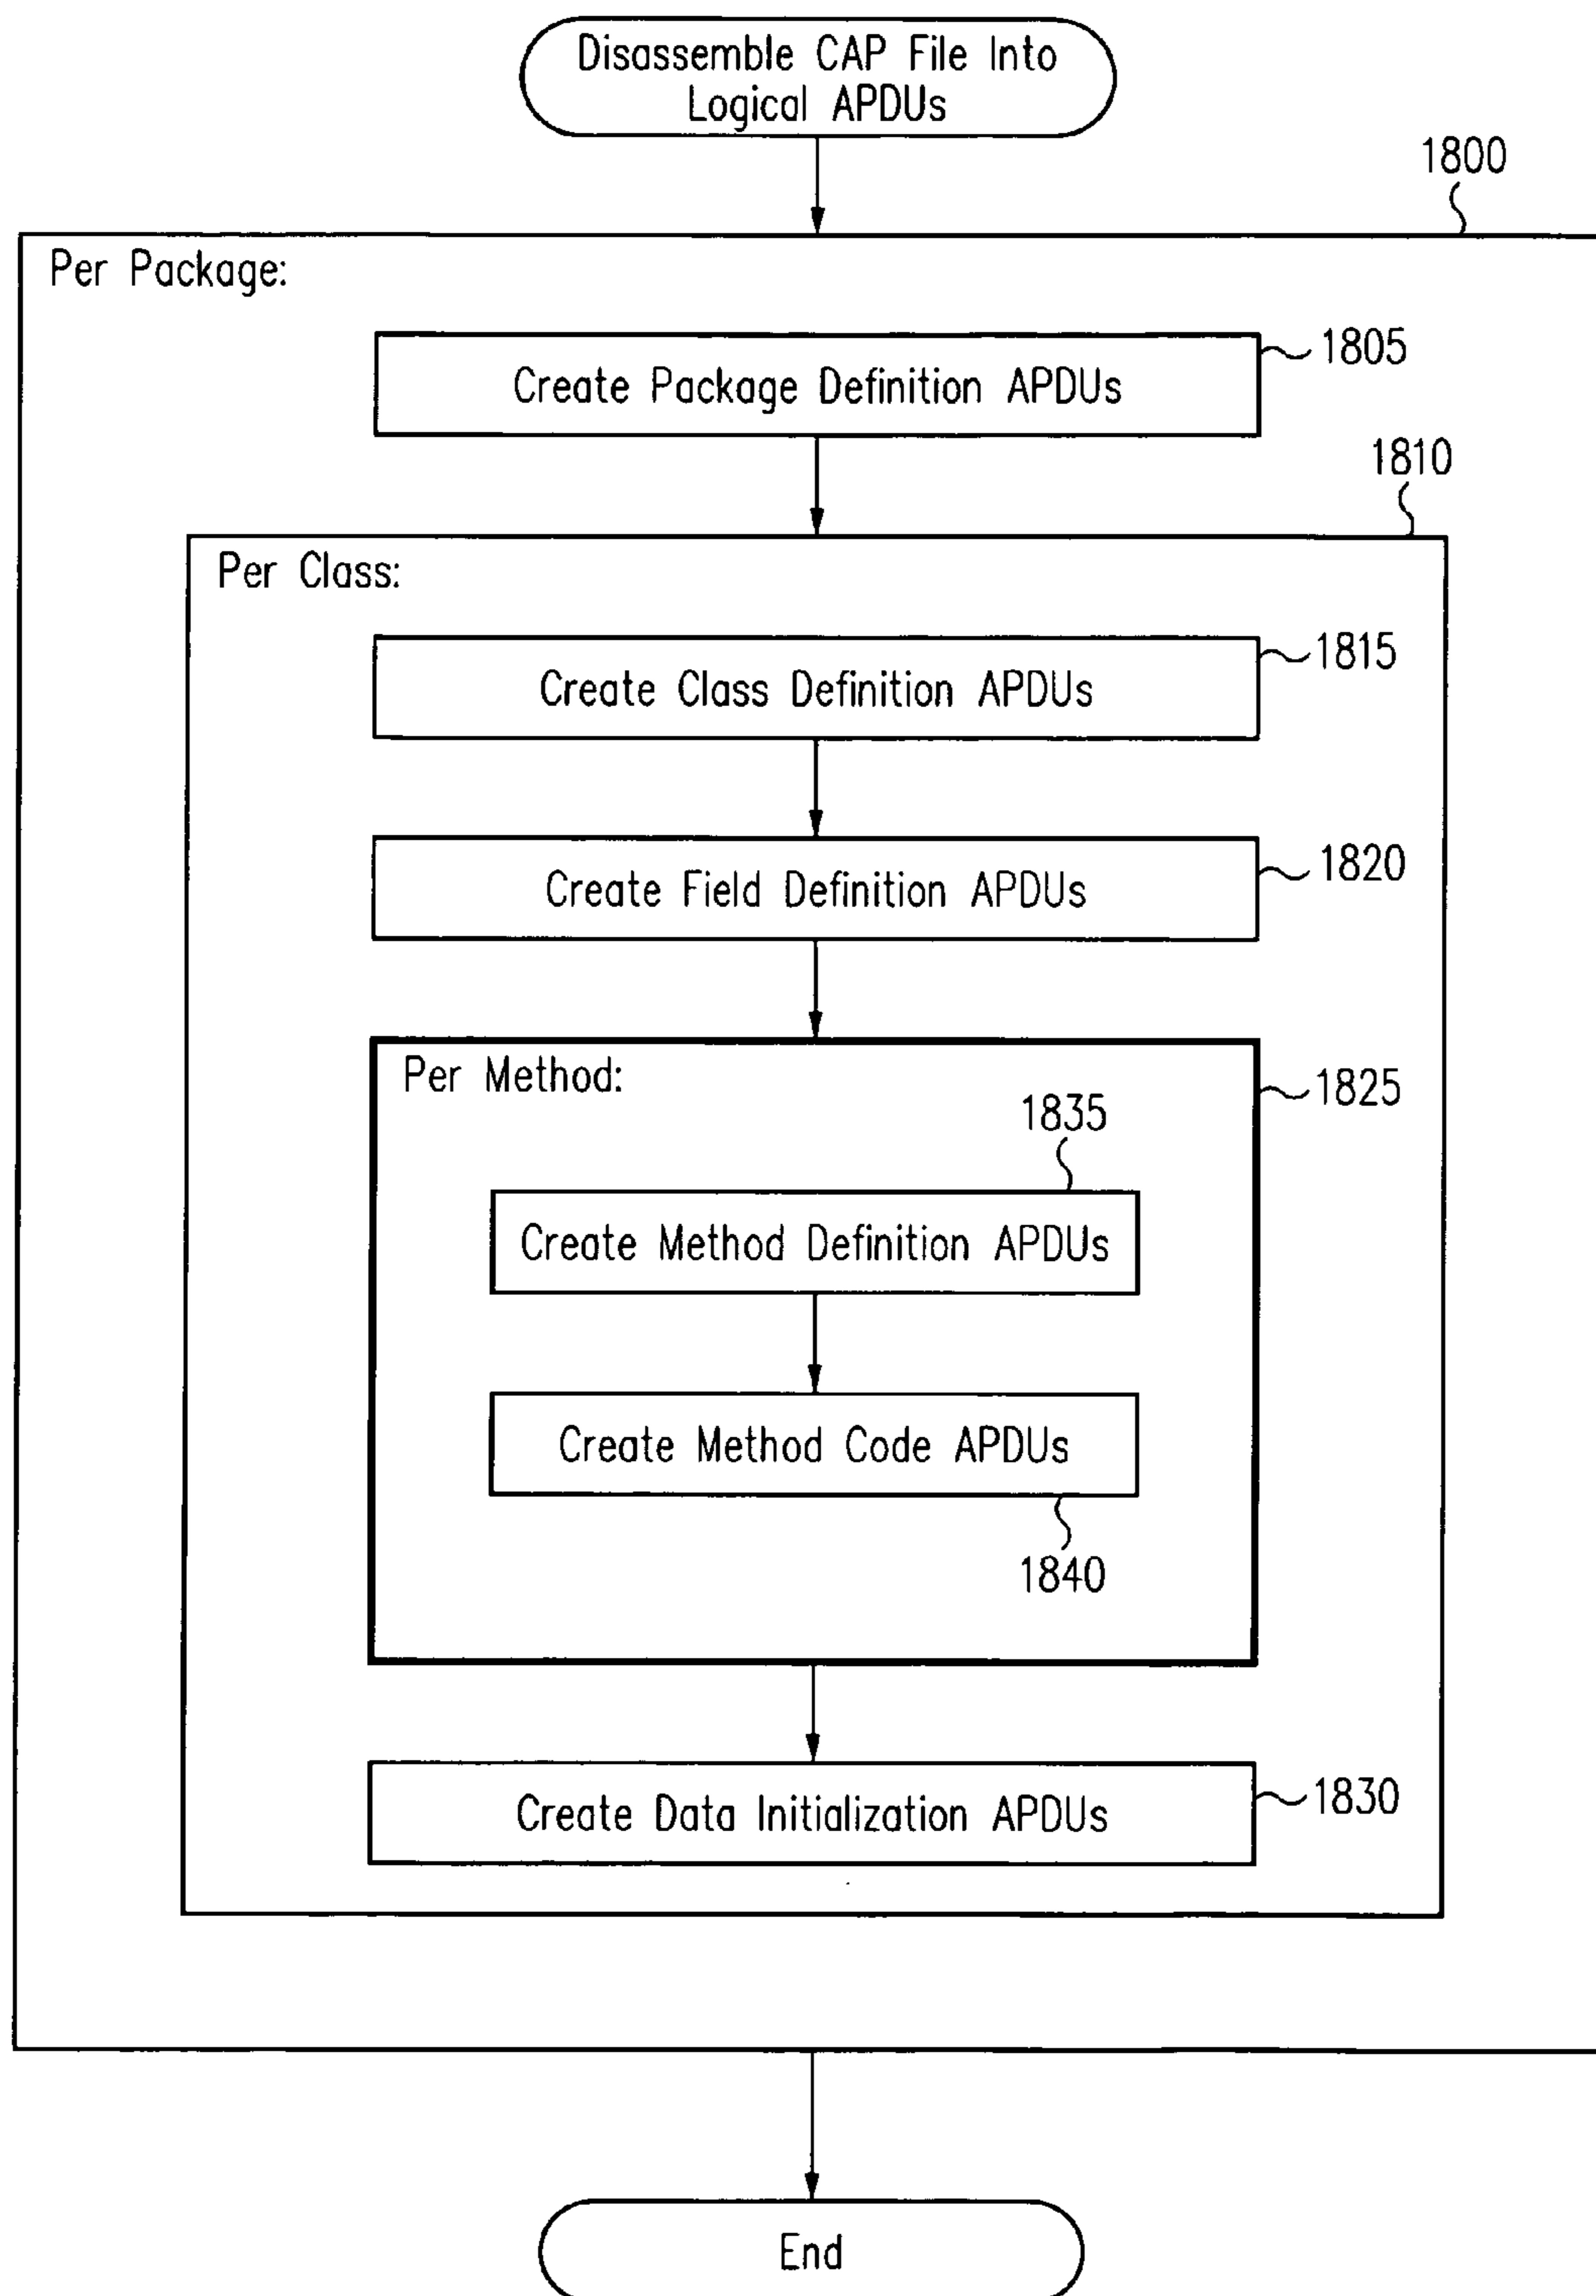 Disassemble CAP File Into
Logical APDUs
1800
Per Package:
1805
Create Package Definition APDUs
1810
Per Class:
1815
Create Class Definition APDUs
1820
Create Field Definition APDUs
Per Method:
1825
1835
Create Method Definition APDUs
Create Method Code APDUs
1840
1830
Create Data Initialization APDUs
End